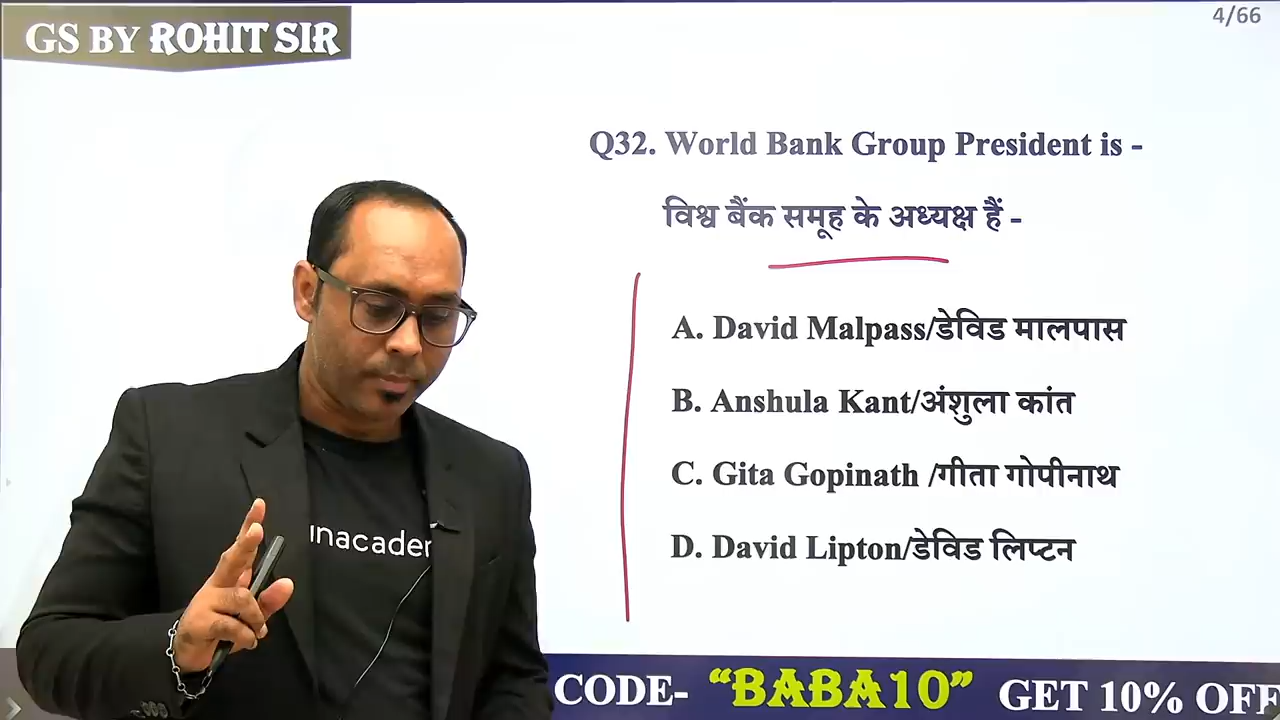 GS BY ROHIT SIR
4/66
Q32. World Bank Group President is -
विश्व बैंक समूह के अध्यक्ष हैं -
A. David Malpass/डेविड मालपास
B. Anshula Kant/अंशुला कांत
C. Gita Gopinath /गीता गोपीनाथ
D. David Lipton/डेविड लिप्टन
unacadem
CODE- “BABA10” GET 10% OFF